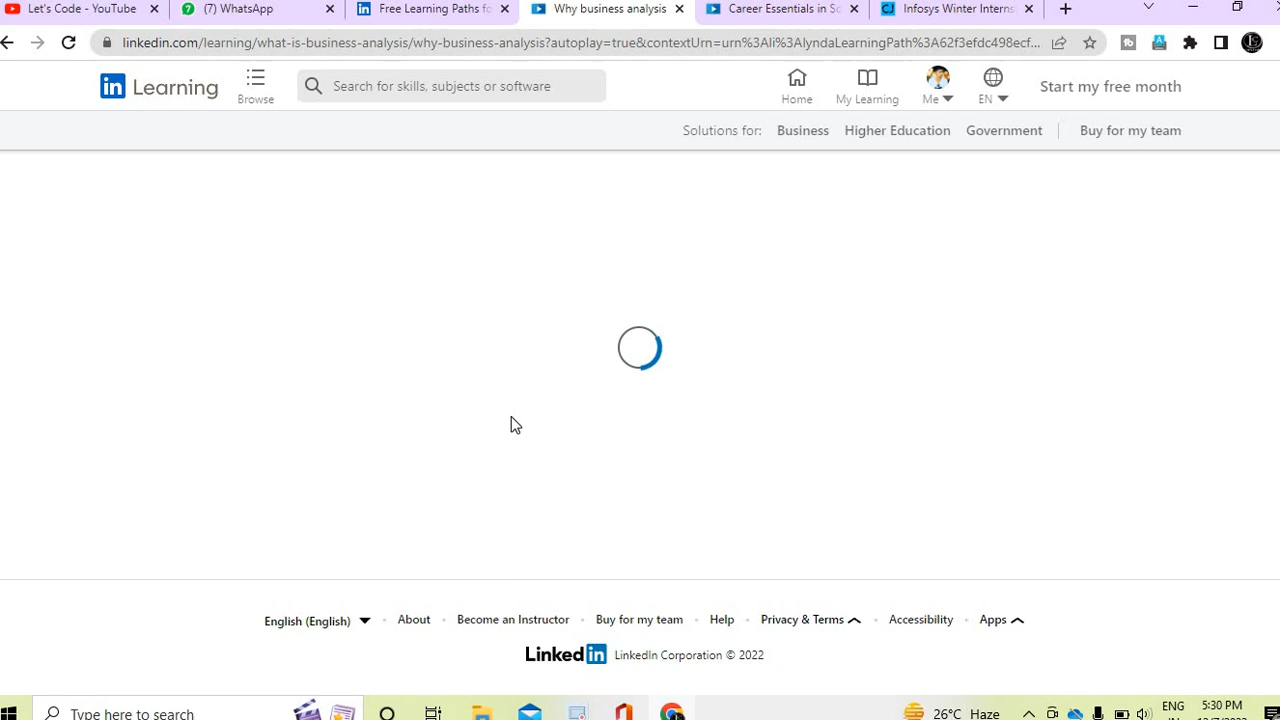 Let's Code - YouTube
(7) WhatsApp
Free Learning Paths fo
Why business analysis
Career Essentials in So
Infosys Winter Interns
linkedin.com/learning/what-is-business-analysis/why-business-analysis?autoplay=true&contextUrn=urn%3Ali%3AlyndaLearningPath%3A62f3efdc498ecf...
in Learning
Browse
Search for skills, subjects or software
Home
My Learning
Me
EN
Start my free month
Solutions for:
Business
Higher Education
Government
Buy for my team
English (English)
About
Become an Instructor
Buy for my team
Help
Privacy & Terms
Accessibility
Apps
Linked in
LinkedIn Corporation © 2022
Type here to search
26°C Haze
ENG
5:30 PM